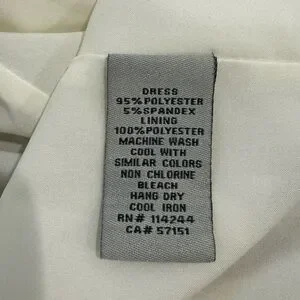 DRESS
95% POLYESTER
5% SPANDEX
LINING
100% POLYESTER
MACHINE WASH
COOL WITH
SIMILAR COLORS
NON CHLORINE
BLEACH
HANG DRY
COOL IRON
RN# 114244
CA# 57151